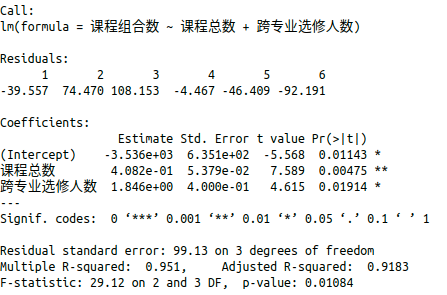 Call:
lm(formula = 课程组合数 ~ 课程总数 + 跨专业选修人数)
Residuals:
1 2 3 4 5 6
-39.557 74.470 108.153 -4.467 -46.409 -92.191
Coefficients:
Estimate Std. Error t value Pr(>|t|)
(Intercept) -3.536e+03 6.351e+02 -5.568 0.01143 *
课程总数 4.082e-01 5.379e-02 7.589 0.00475 **
跨专业选修人数 1.846e+00 4.000e-01 4.615 0.01914 *
---
Signif. codes: 0 ‘***’ 0.001 ‘**’ 0.01 ‘*’ 0.05 ‘.’ 0.1 ‘ ’ 1
Residual standard error: 99.13 on 3 degrees of freedom
Multiple R-squared: 0.951, Adjusted R-squared: 0.9183
F-statistic: 29.12 on 2 and 3 DF, p-value: 0.01084